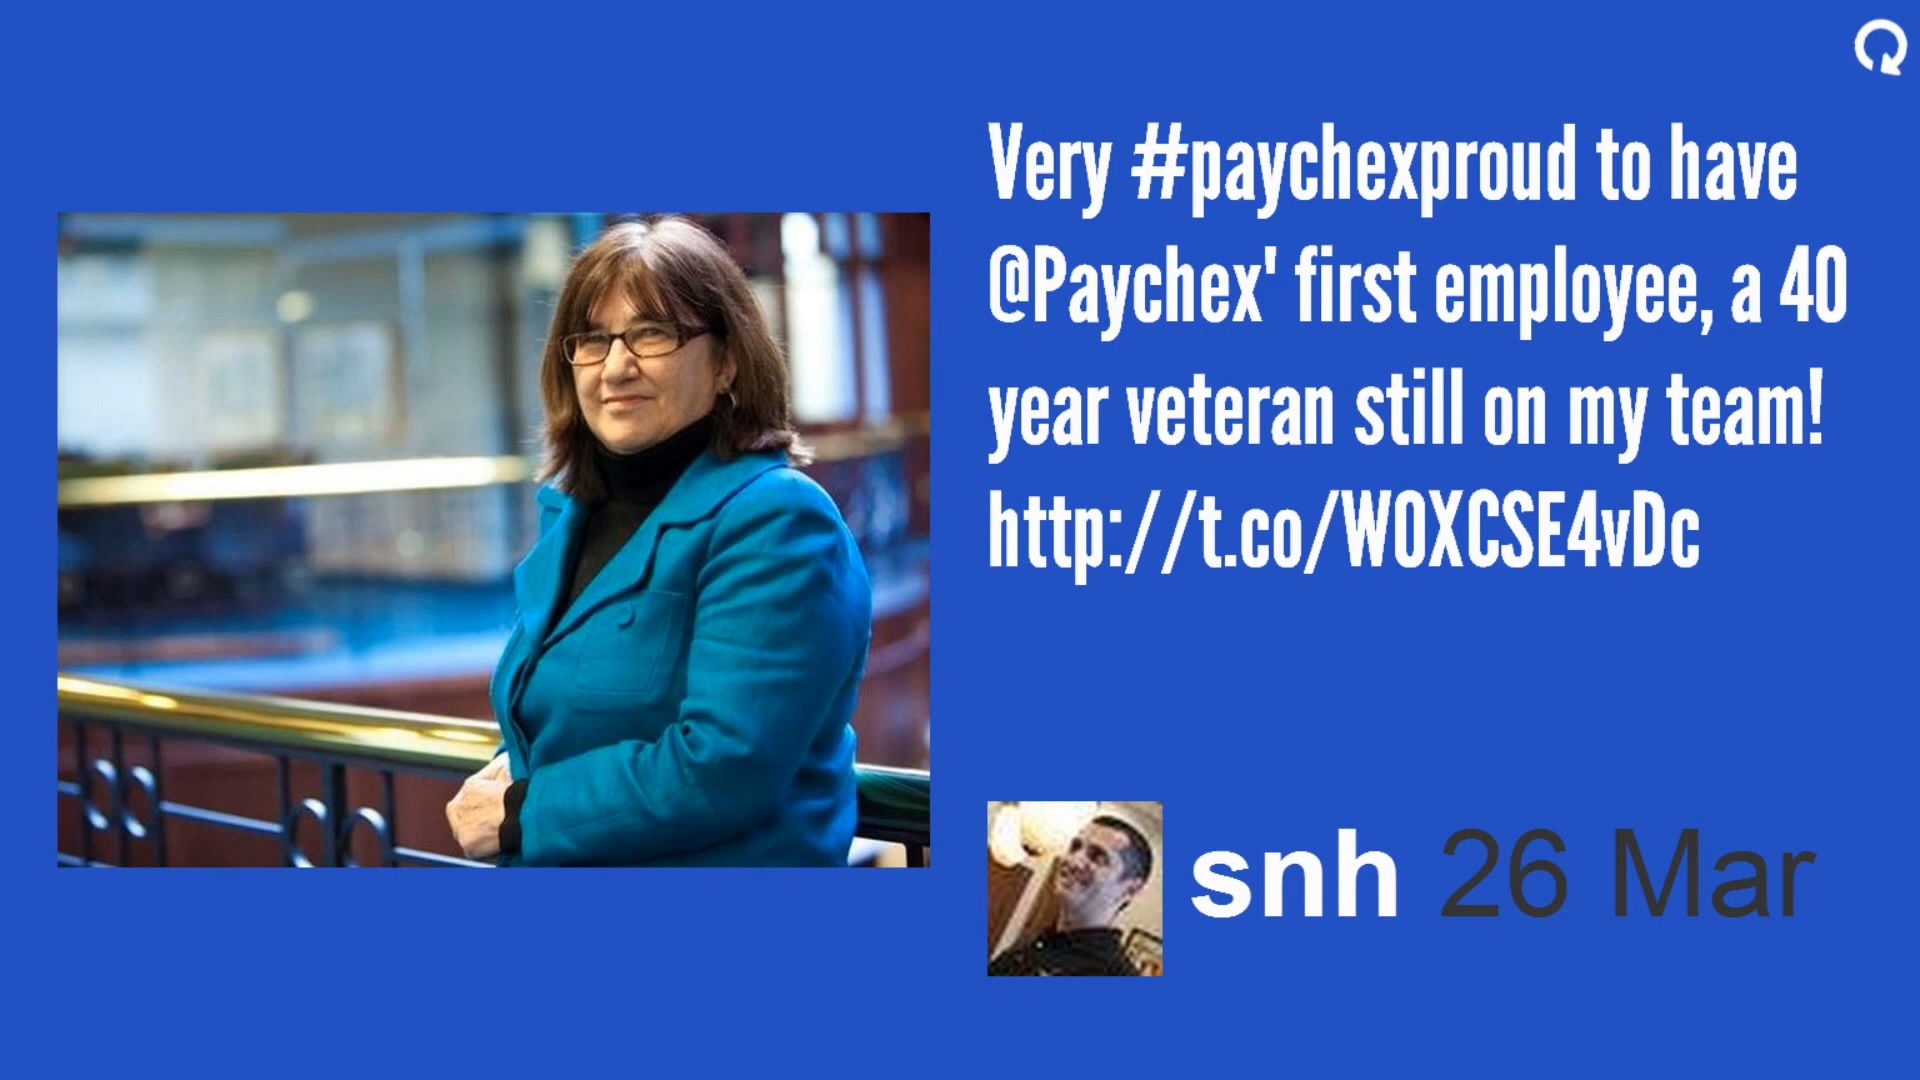 Very #paychexproud to have
@Paychex' first employee, a 40
year veteran still on my team!
http://t.co/WOXCSE4vDc
snh 26 Mar